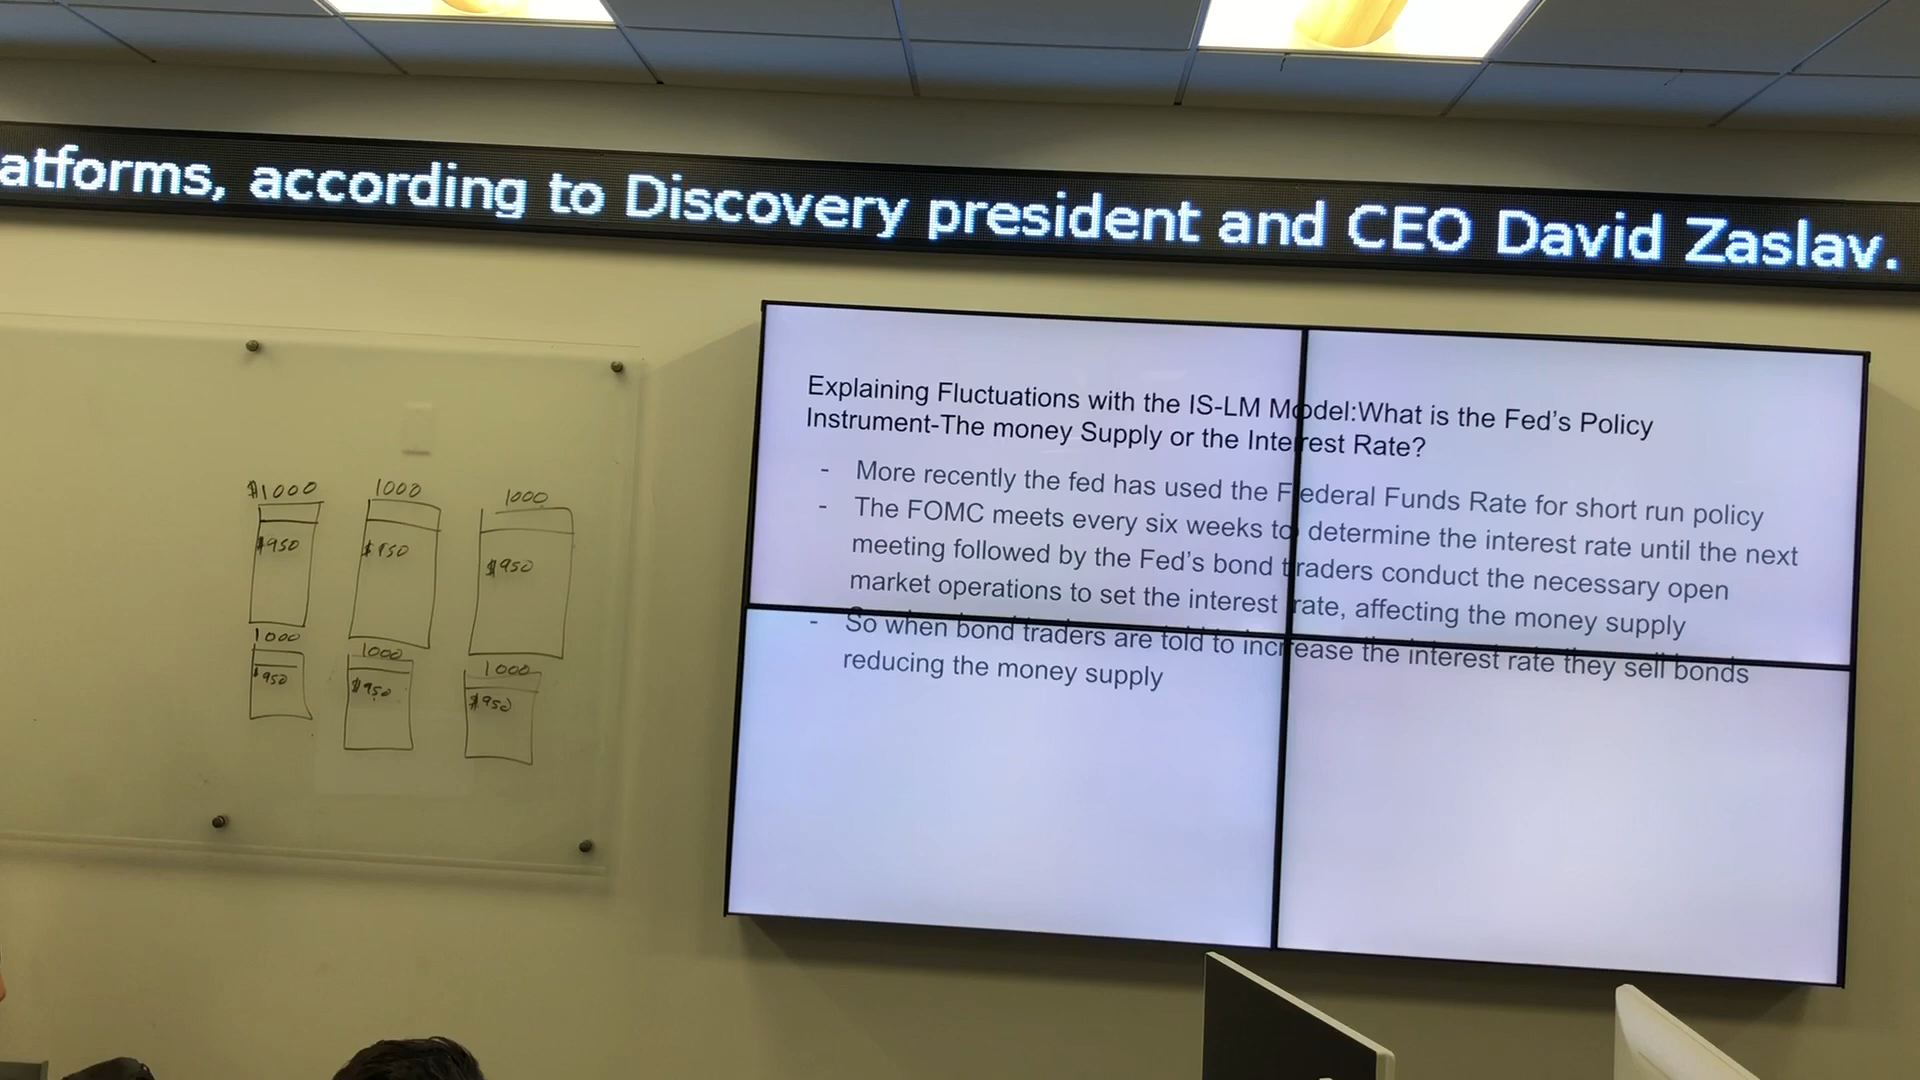 atforms, according to Discovery president and CEO David Zaslav.
$1000 1000 1000
$950 $950 $950
1000 1000 1000
$950 $950 $950
Explaining Fluctuations with the IS-LM Model:What is the Fed's Policy
Instrument-The money Supply or the Interest Rate?
- More recently the fed has used the Federal Funds Rate for short run policy
- The FOMC meets every six weeks to determine the interest rate until the next
meeting followed by the Fed's bond traders conduct the necessary open
market operations to set the interest rate, affecting the money supply
- So when bond traders are told to increase the interest rate they sell bonds
reducing the money supply